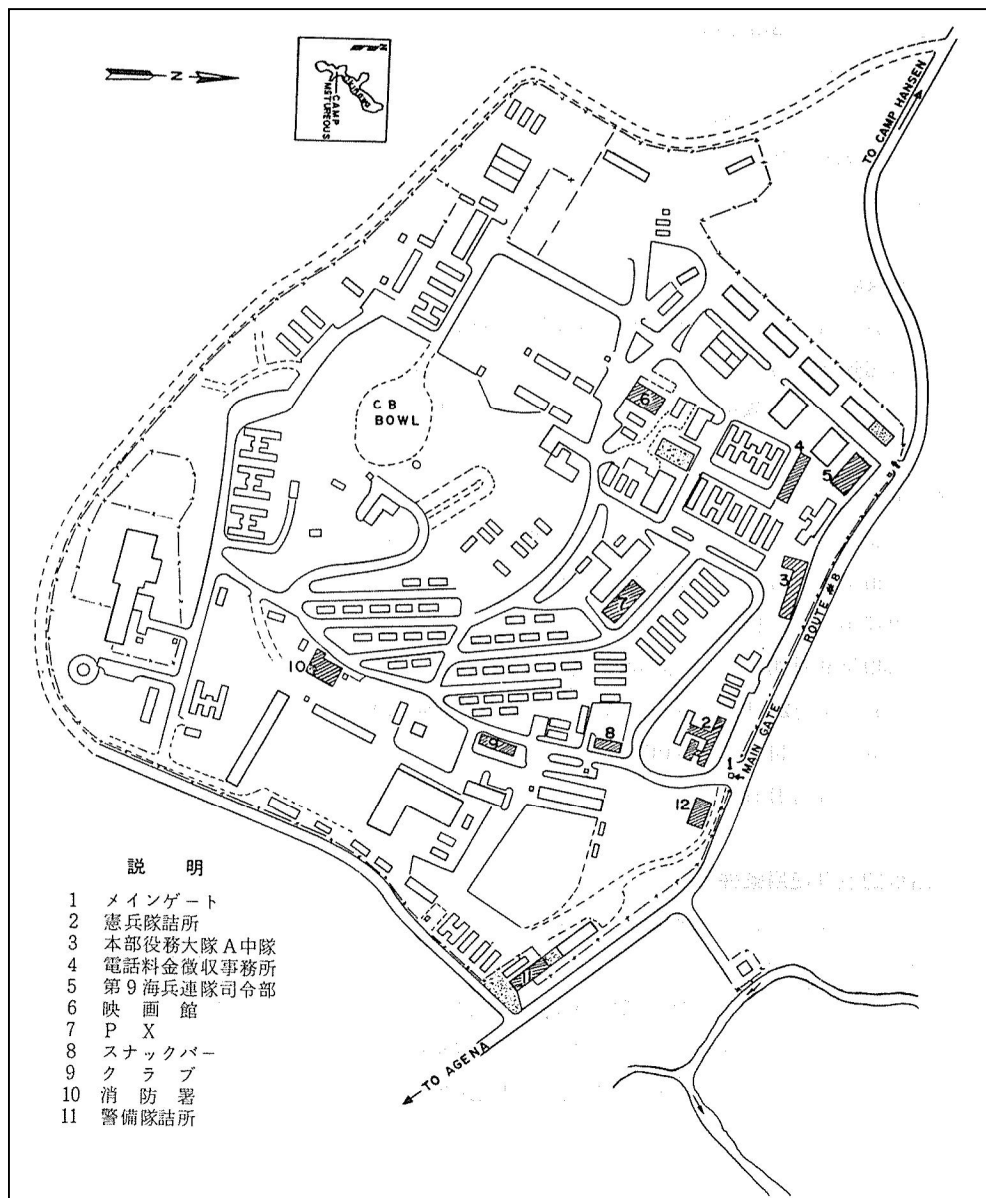 N
N
CAMP
MSTUREOUS
TO CAMP HANSEN
C B
BOWL
6
4
5
3
7
ROUTE #8
10
9
8
2
1
MAIN GATE
12
11
TO AGENA
説 明
1 メインゲート
2 憲兵隊詰所
3 本部役務大隊A中隊
4 電話料金徴収事務所
5 第9海兵連隊司令部
6 映 画 館
7 P X
8 スナックバー
9 ク ラ ブ
10 消 防 署
11 警備隊詰所